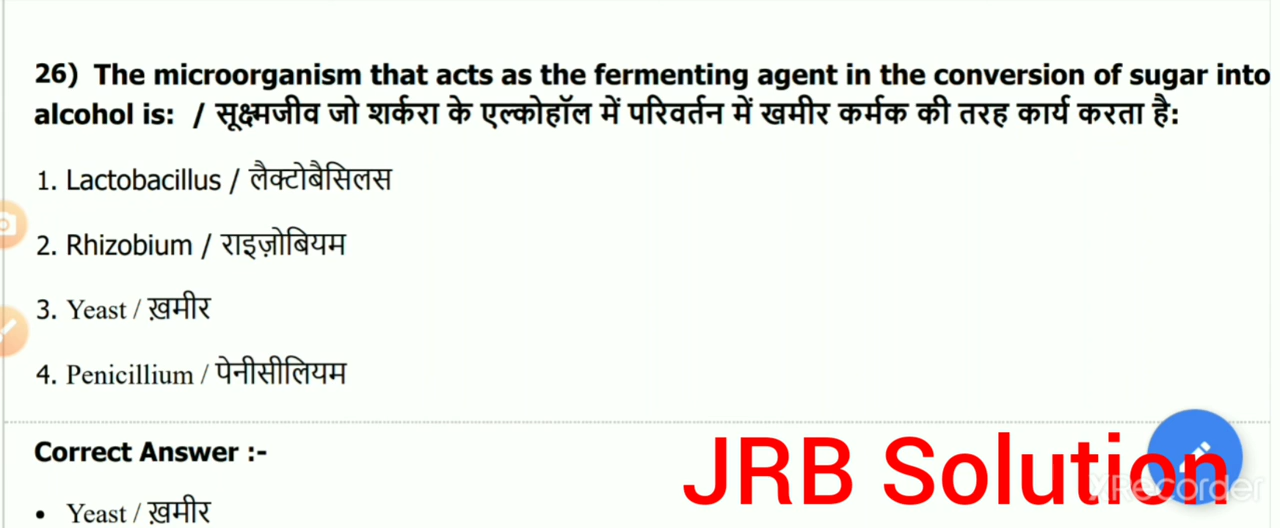 26) The microorganism that acts as the fermenting agent in the conversion of sugar into
alcohol is: / सूक्ष्मजीव जो शर्करा के एल्कोहॉल में परिवर्तन में खमीर कर्मक की तरह कार्य करता है:
1. Lactobacillus / लैक्टोबैसिलस
2. Rhizobium / राइज़ोबियम
3. Yeast / ख़मीर
4. Penicillium / पेनीसीलियम
Correct Answer :-
• Yeast / ख़मीर
JRB Solution
XRecorder